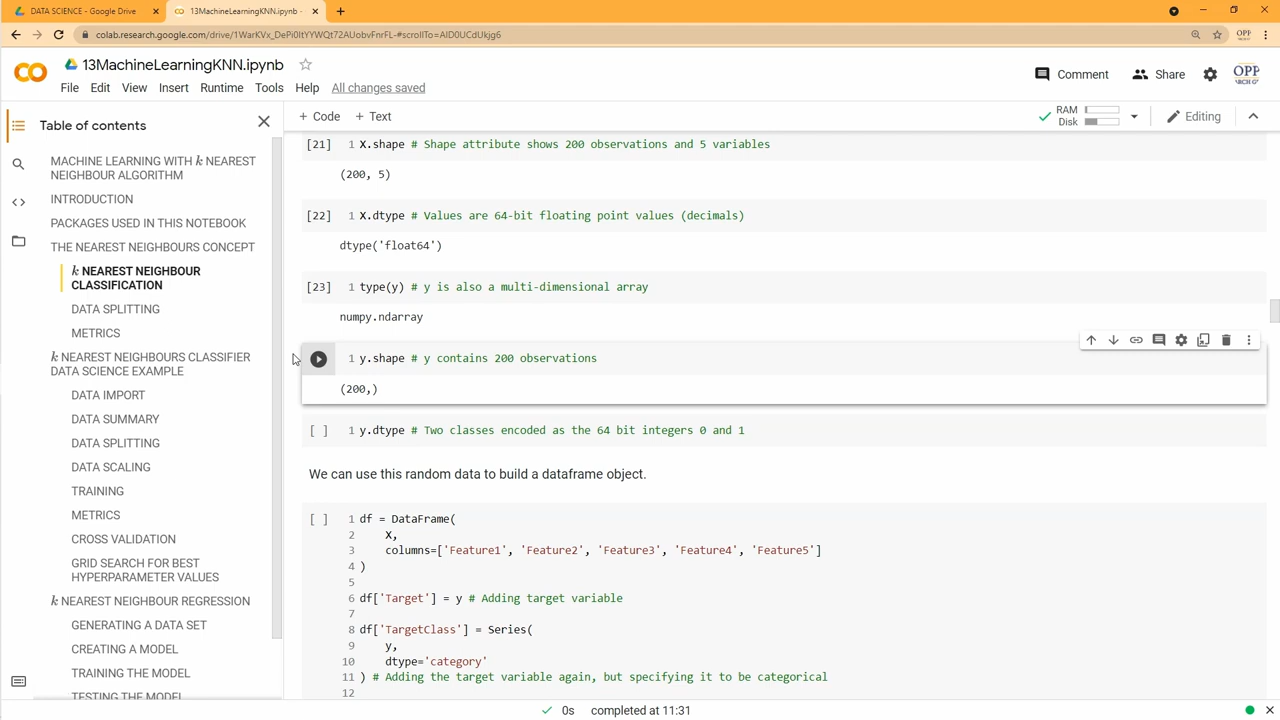 DATA SCIENCE - Google Drive
13MachineLearningKNN.ipynb -
colab.research.google.com/drive/1WarKVx_DePi0ItYYWQt72AUobvFnrFL-#scrollTo=AID0UCdUkjg6
OPP
13MachineLearningKNN.ipynb
Comment
Share
OPP
File Edit View Insert Runtime Tools Help All changes saved
Table of contents
+ Code + Text
RAM
Disk
Editing
MACHINE LEARNING WITH k NEAREST
NEIGHBOUR ALGORITHM
INTRODUCTION
PACKAGES USED IN THIS NOTEBOOK
THE NEAREST NEIGHBOURS CONCEPT
k NEAREST NEIGHBOUR
CLASSIFICATION
DATA SPLITTING
METRICS
k NEAREST NEIGHBOURS CLASSIFIER
DATA SCIENCE EXAMPLE
DATA IMPORT
DATA SUMMARY
DATA SPLITTING
DATA SCALING
TRAINING
METRICS
CROSS VALIDATION
GRID SEARCH FOR BEST
HYPERPARAMETER VALUES
k NEAREST NEIGHBOUR REGRESSION
GENERATING A DATA SET
CREATING A MODEL
TRAINING THE MODEL
TESTING THE MODEL
[21] 1 X.shape # Shape attribute shows 200 observations and 5 variables
(200, 5)
[22] 1 X.dtype # Values are 64-bit floating point values (decimals)
dtype('float64')
[23] 1 type(y) # y is also a multi-dimensional array
numpy.ndarray
1 y.shape # y contains 200 observations
(200,)
[ ] 1 y.dtype # Two classes encoded as the 64 bit integers 0 and 1
We can use this random data to build a dataframe object.
[ ] 1 df = DataFrame(
2 X,
3 columns=['Feature1', 'Feature2', 'Feature3', 'Feature4', 'Feature5']
4 )
5
6 df['Target'] = y # Adding target variable
7
8 df['TargetClass'] = Series(
9 y,
10 dtype='category'
11 ) # Adding the target variable again, but specifying it to be categorical
12
0s completed at 11:31